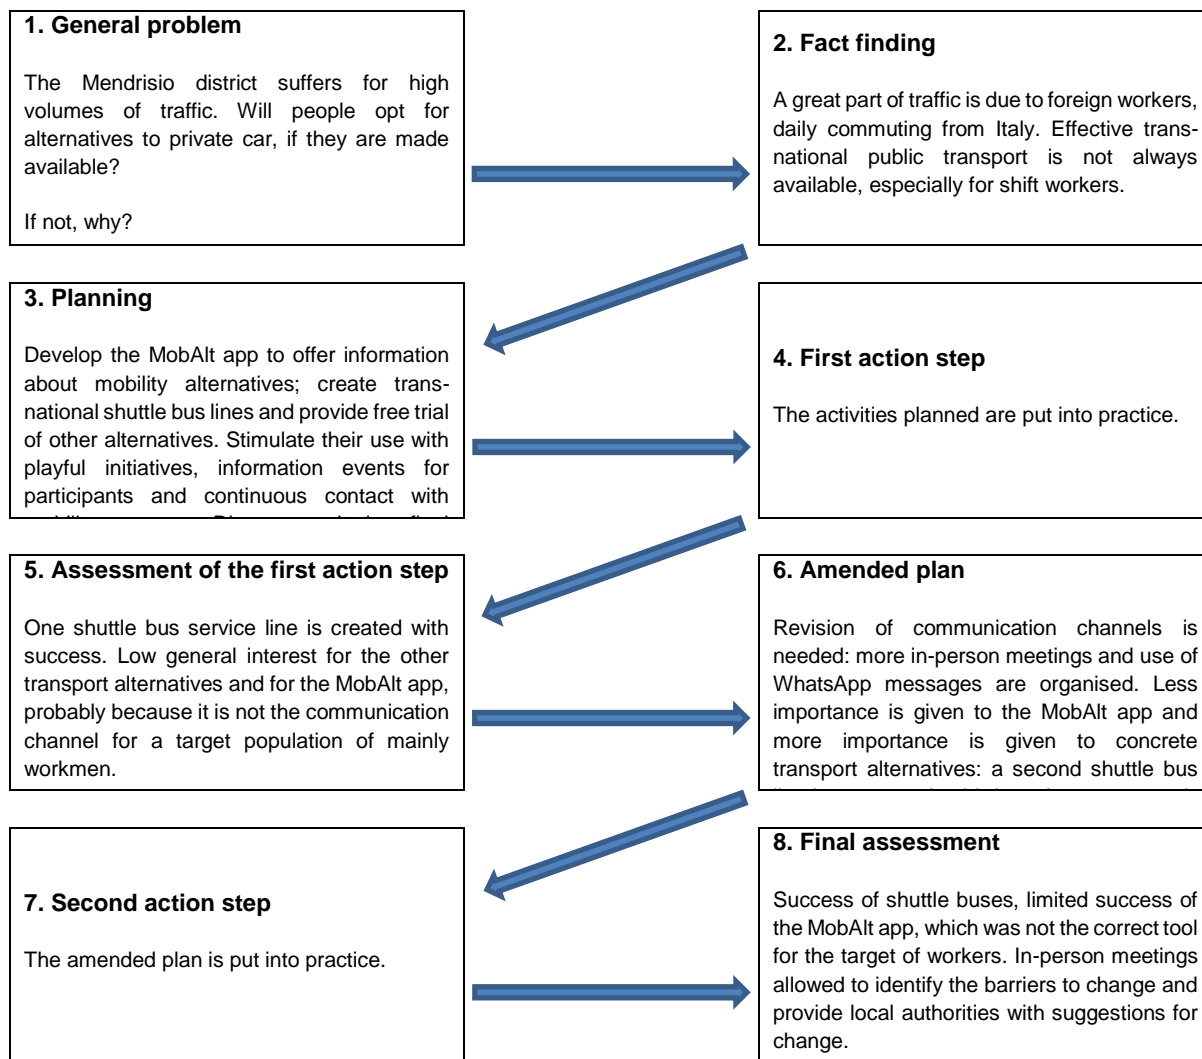 1. General problem
The Mendrisio district suffers for high
volumes of traffic. Will people opt for
alternatives to private car, if they are made
available?
If not, why?
2. Fact finding
A great part of traffic is due to foreign workers,
daily commuting from Italy. Effective trans-
national public transport is not always
available, especially for shift workers.
3. Planning
Develop the MobAlt app to offer information
about mobility alternatives; create trans-
national shuttle bus lines and provide free trial
of other alternatives. Stimulate their use with
playful initiatives, information events for
participants and continuous contact with
4. First action step
The activities planned are put into practice.
5. Assessment of the first action step
One shuttle bus service line is created with
success. Low general interest for the other
transport alternatives and for the MobAlt app,
probably because it is not the communication
channel for a target population of mainly
workmen.
6. Amended plan
Revision of communication channels is
needed: more in-person meetings and use of
WhatsApp messages are organised. Less
importance is given to the MobAlt app and
more importance is given to concrete
transport alternatives: a second shuttle bus
7. Second action step
The amended plan is put into practice.
8. Final assessment
Success of shuttle buses, limited success of
the MobAlt app, which was not the correct tool
for the target of workers. In-person meetings
allowed to identify the barriers to change and
provide local authorities with suggestions for
change.